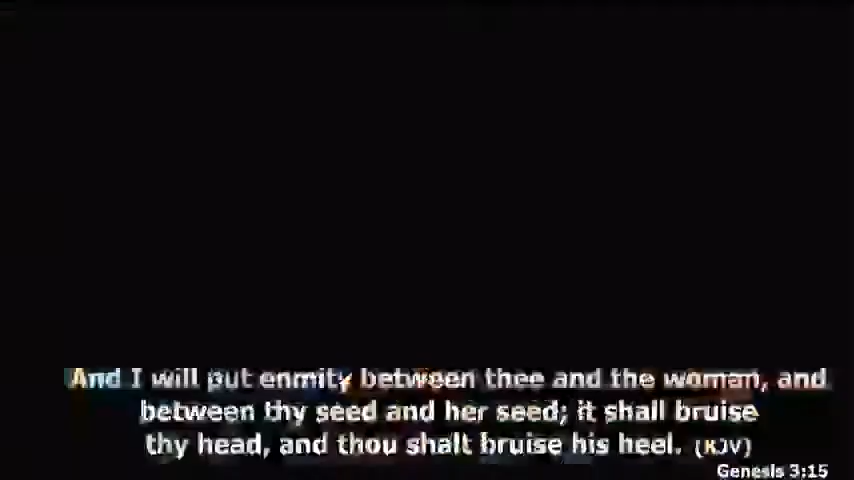 And I will put enmity between thee and the woman, and
between thy seed and her seed; it shall bruise
thy head, and thou shalt bruise his heel. (KJV)
Genesis 3:15